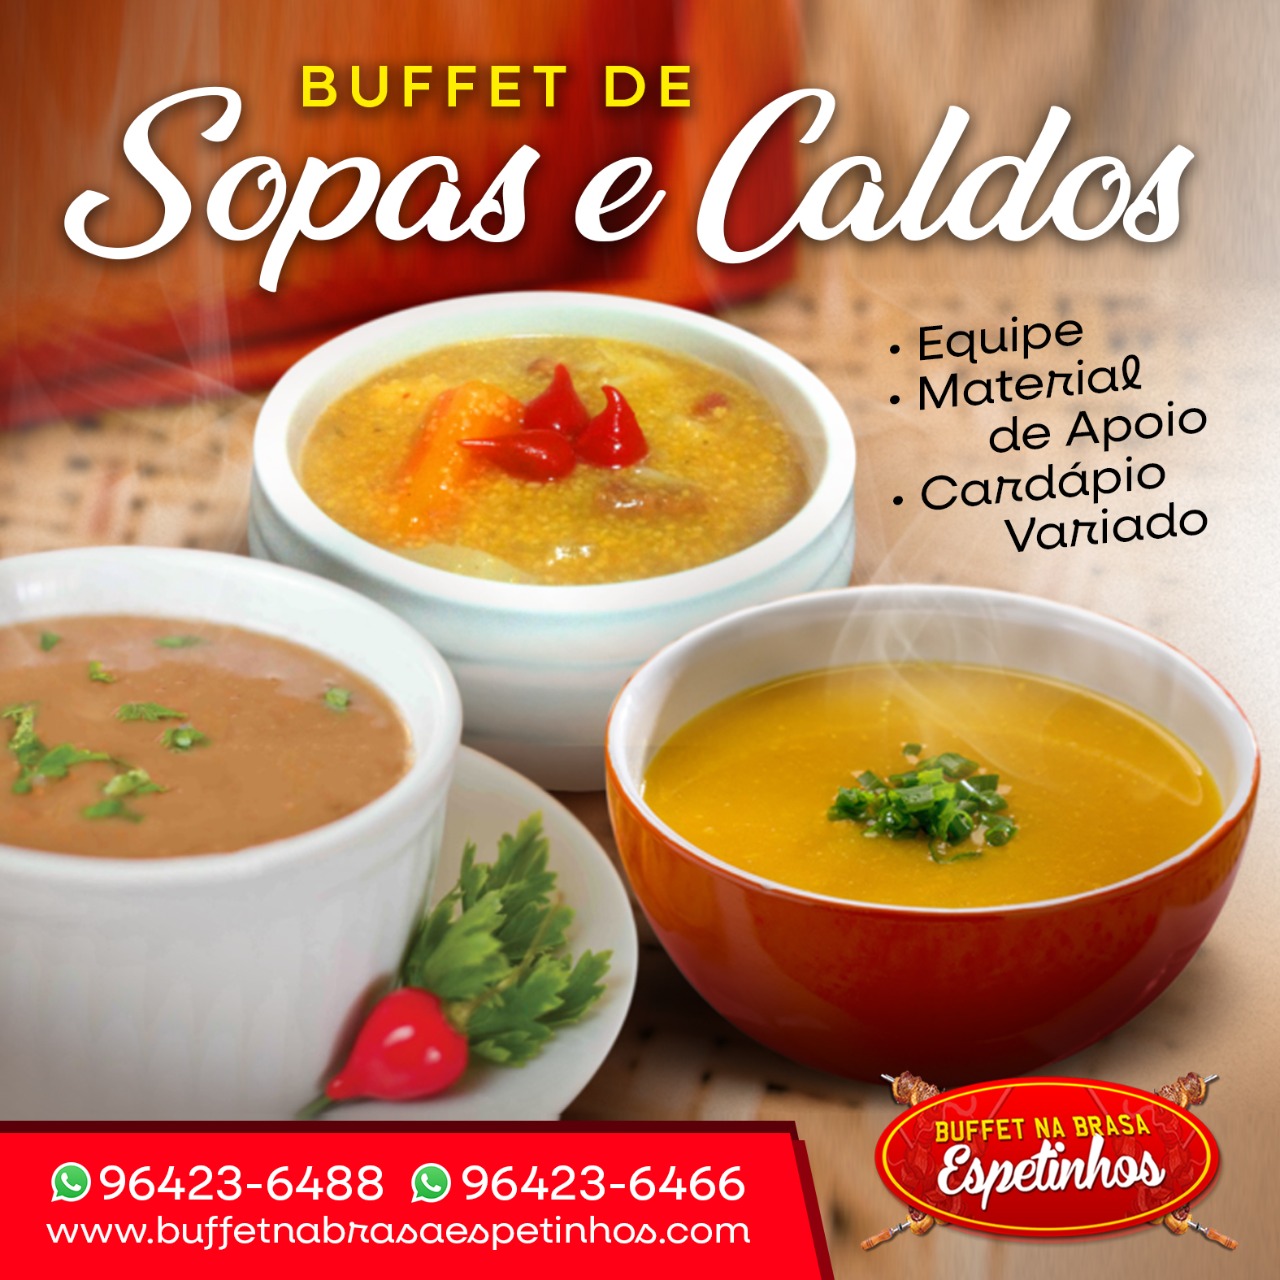 BUFFET DE
Sopas e Caldos
• Equipe
• Material
de Apoio
• Cardápio
Variado
96423-6488 96423-6466
www.buffetnabrasaespetinhos.com
BUFFET NA BRASA
Espetinhos